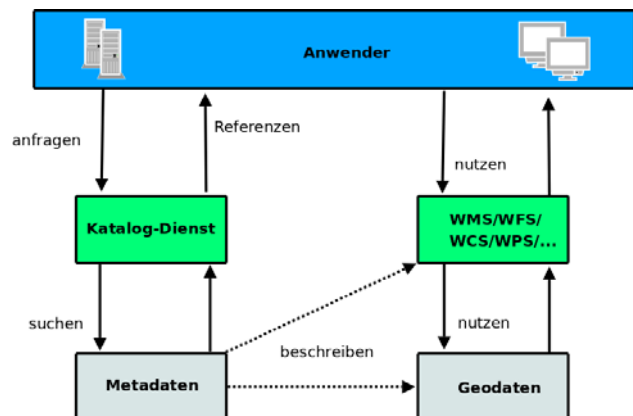 Anwender
anfragen
Referenzen
nutzen
Katalog-Dienst
WMS/WFS/
WCS/WPS/...
suchen
nutzen
beschreiben
Metadaten
Geodaten